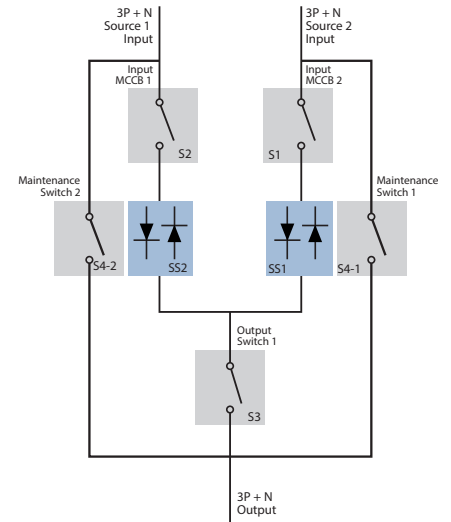 3P + N
Source 1
Input
3P + N
Source 2
Input
Input
MCCB 1
Input
MCCB 2
S2
S1
Maintenance
Switch 2
Maintenance
Switch 1
S4-2
SS2
SS1
S4-1
Output
Switch 1
S3
3P + N
Output